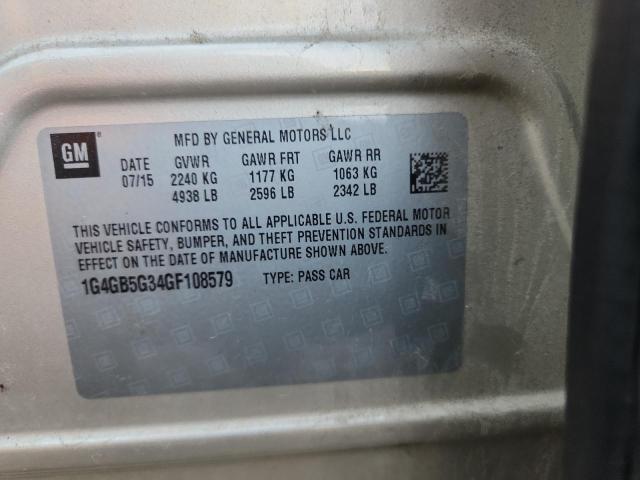 GM
MFD BY GENERAL MOTORS LLC
DATE GVWR GAWR FRT GAWR RR
07/15 2240 KG 1177 KG 1063 KG
4938 LB 2596 LB 2342 LB
THIS VEHICLE CONFORMS TO ALL APPLICABLE U.S. FEDERAL MOTOR
VEHICLE SAFETY, BUMPER, AND THEFT PREVENTION STANDARDS IN
EFFECT ON THE DATE OF MANUFACTURE SHOWN ABOVE.
1G4GB5G34GF108579 TYPE: PASS CAR